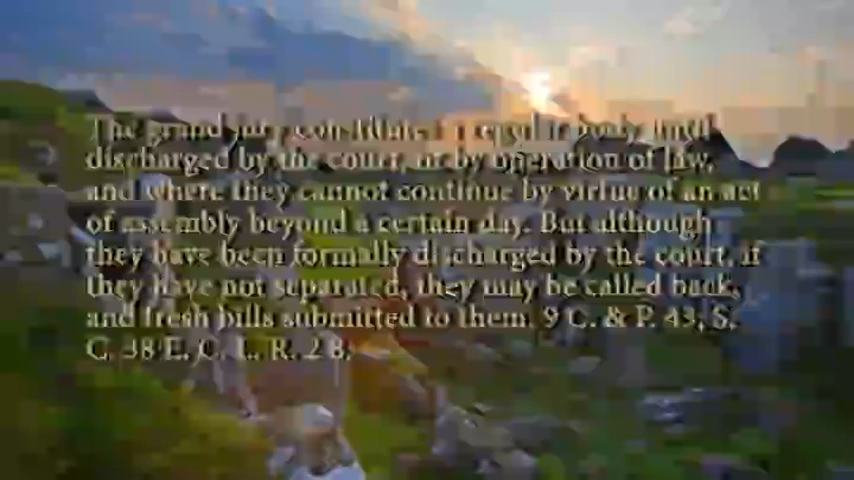 The grand jury constitute a regular body until
discharged by the court, or by operation of law,
and where they cannot continue by virtue of an act
of assembly beyond a certain day. But although
they have been formally discharged by the court, if
they have not separated, they may be called back,
and fresh bills submitted to them. 9 C. & P. 43, S.
C. 38 E. C. L. R. 28.